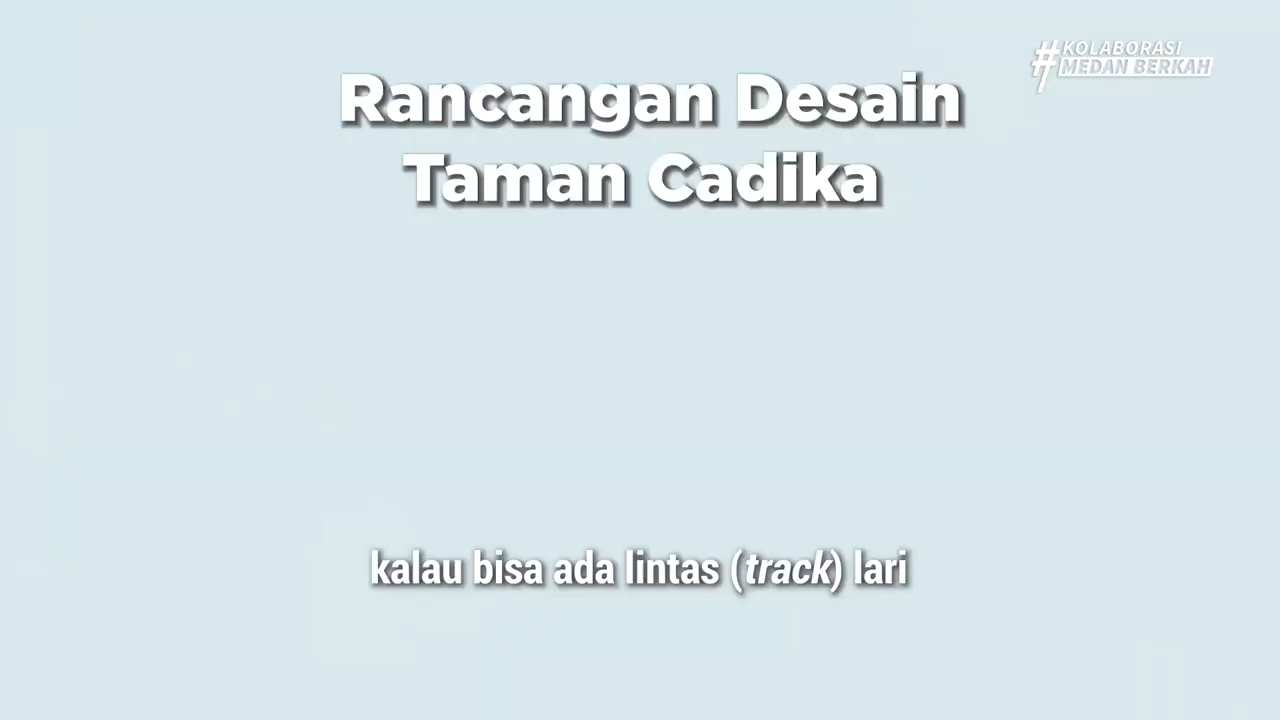 #KOLABORASI
MEDAN BERKAH
Rancangan Desain
Taman Cadika
kalau bisa ada lintas (track) lari